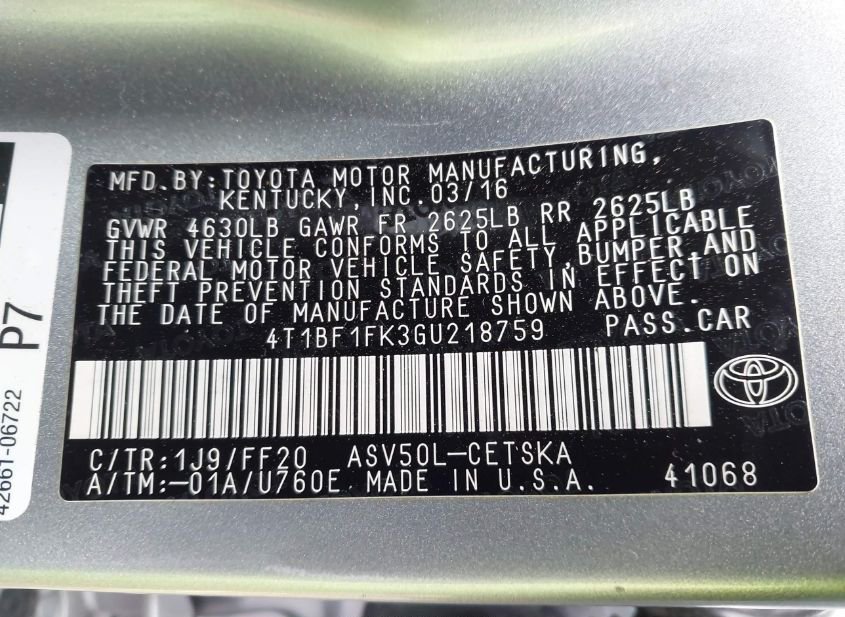 MFD.BY:TOYOTA MOTOR MANUFACTURING,
KENTUCKY,INC.03/16
GVWR 4630LB GAWR FR 2625LB RR 2625LB
THIS VEHICLE CONFORMS TO ALL APPLICABLE
FEDERAL MOTOR VEHICLE SAFETY,BUMPER,AND
THEFT PREVENTION STANDARDS IN EFFECT ON
THE DATE OF MANUFACTURE SHOWN ABOVE.
4T1BF1FK3GU218759 PASS.CAR
C/TR:1J9/FF20 ASV50L-CETSKA
A/TM:-01A/U760E MADE IN U.S.A. 41068
P7
42661-06722